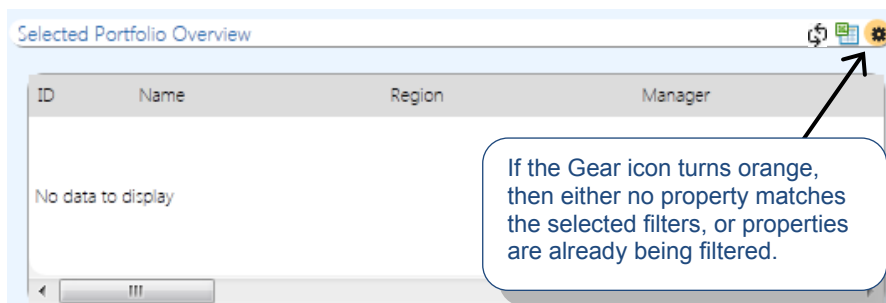 Selected Portfolio Overview
ID Name Region Manager
No data to display
If the Gear icon turns orange,
then either no property matches
the selected filters, or properties
are already being filtered.